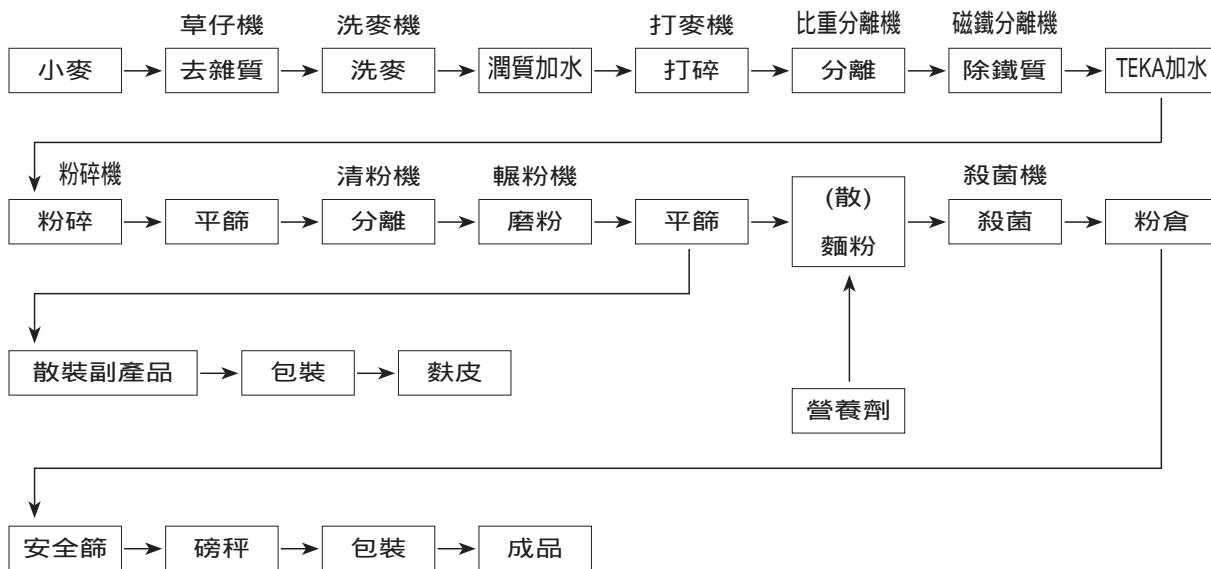 草仔機 洗麥機 打麥機 比重分離機 磁鐵分離機
小麥 去雜質 洗麥 潤質加水 打碎 分離 除鐵質 TEKA加水
粉碎機 清粉機 輾粉機 殺菌機
粉碎 平篩 分離 磨粉 平篩 (散) 殺菌 粉倉
麵粉
散裝副產品 包裝 麩皮
營養劑
安全篩 磅秤 包裝 成品